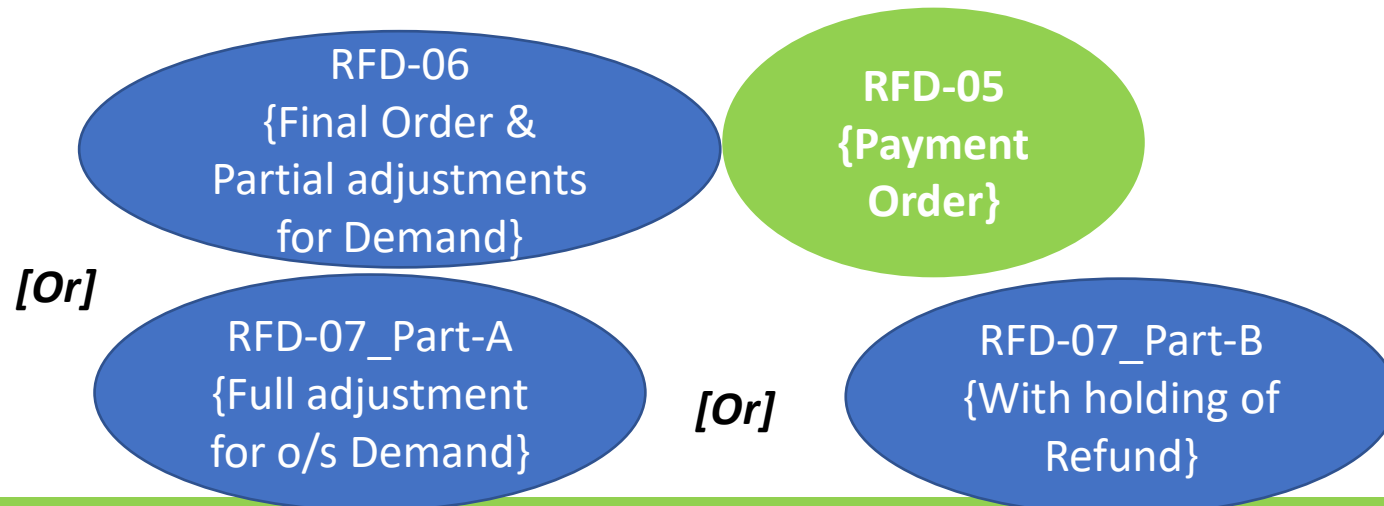 RFD-06
{Final Order &
Partial adjustments
for Demand}
RFD-05
{Payment
Order}
[Or]
RFD-07_Part-A
{Full adjustment
for o/s Demand}
[Or]
RFD-07_Part-B
{With holding of
Refund}